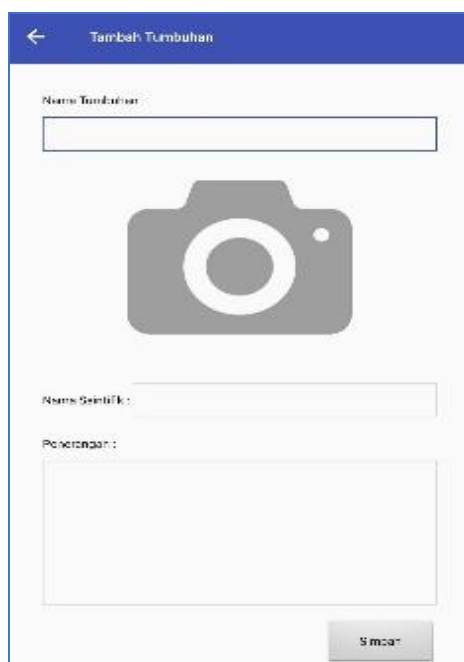 Tambah Tumbuhan
Nama Tumbuhan
Nama Saintifik :
Penerangan :
Simpan